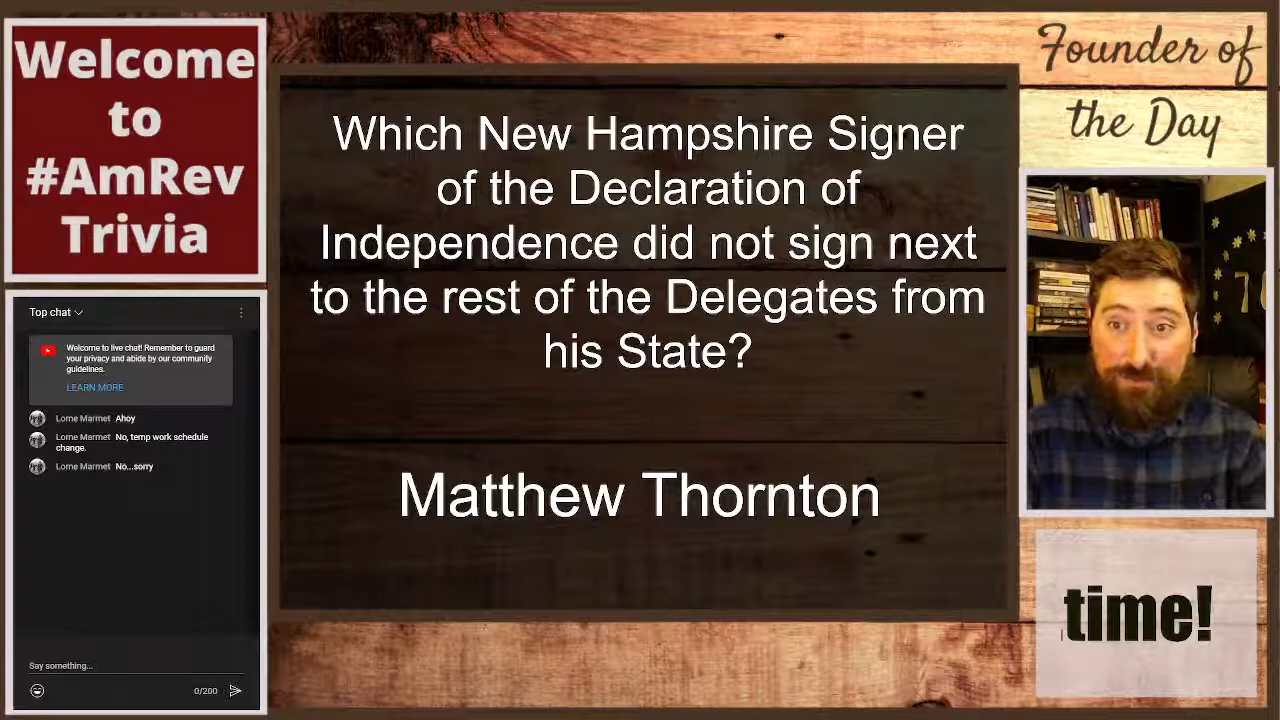 Welcome
to
#AmRev
Trivia
Top chat
Welcome to live chat! Remember to guard
your privacy and abide by our community
guidelines.
LEARN MORE
Lorne Marmet Ahoy
Lorne Marmet No, temp work schedule
change.
Lorne Marmet No...sorry
Say something...
0/200
Which New Hampshire Signer
of the Declaration of
Independence did not sign next
to the rest of the Delegates from
his State?
Matthew Thornton
Founder of
the Day
time!